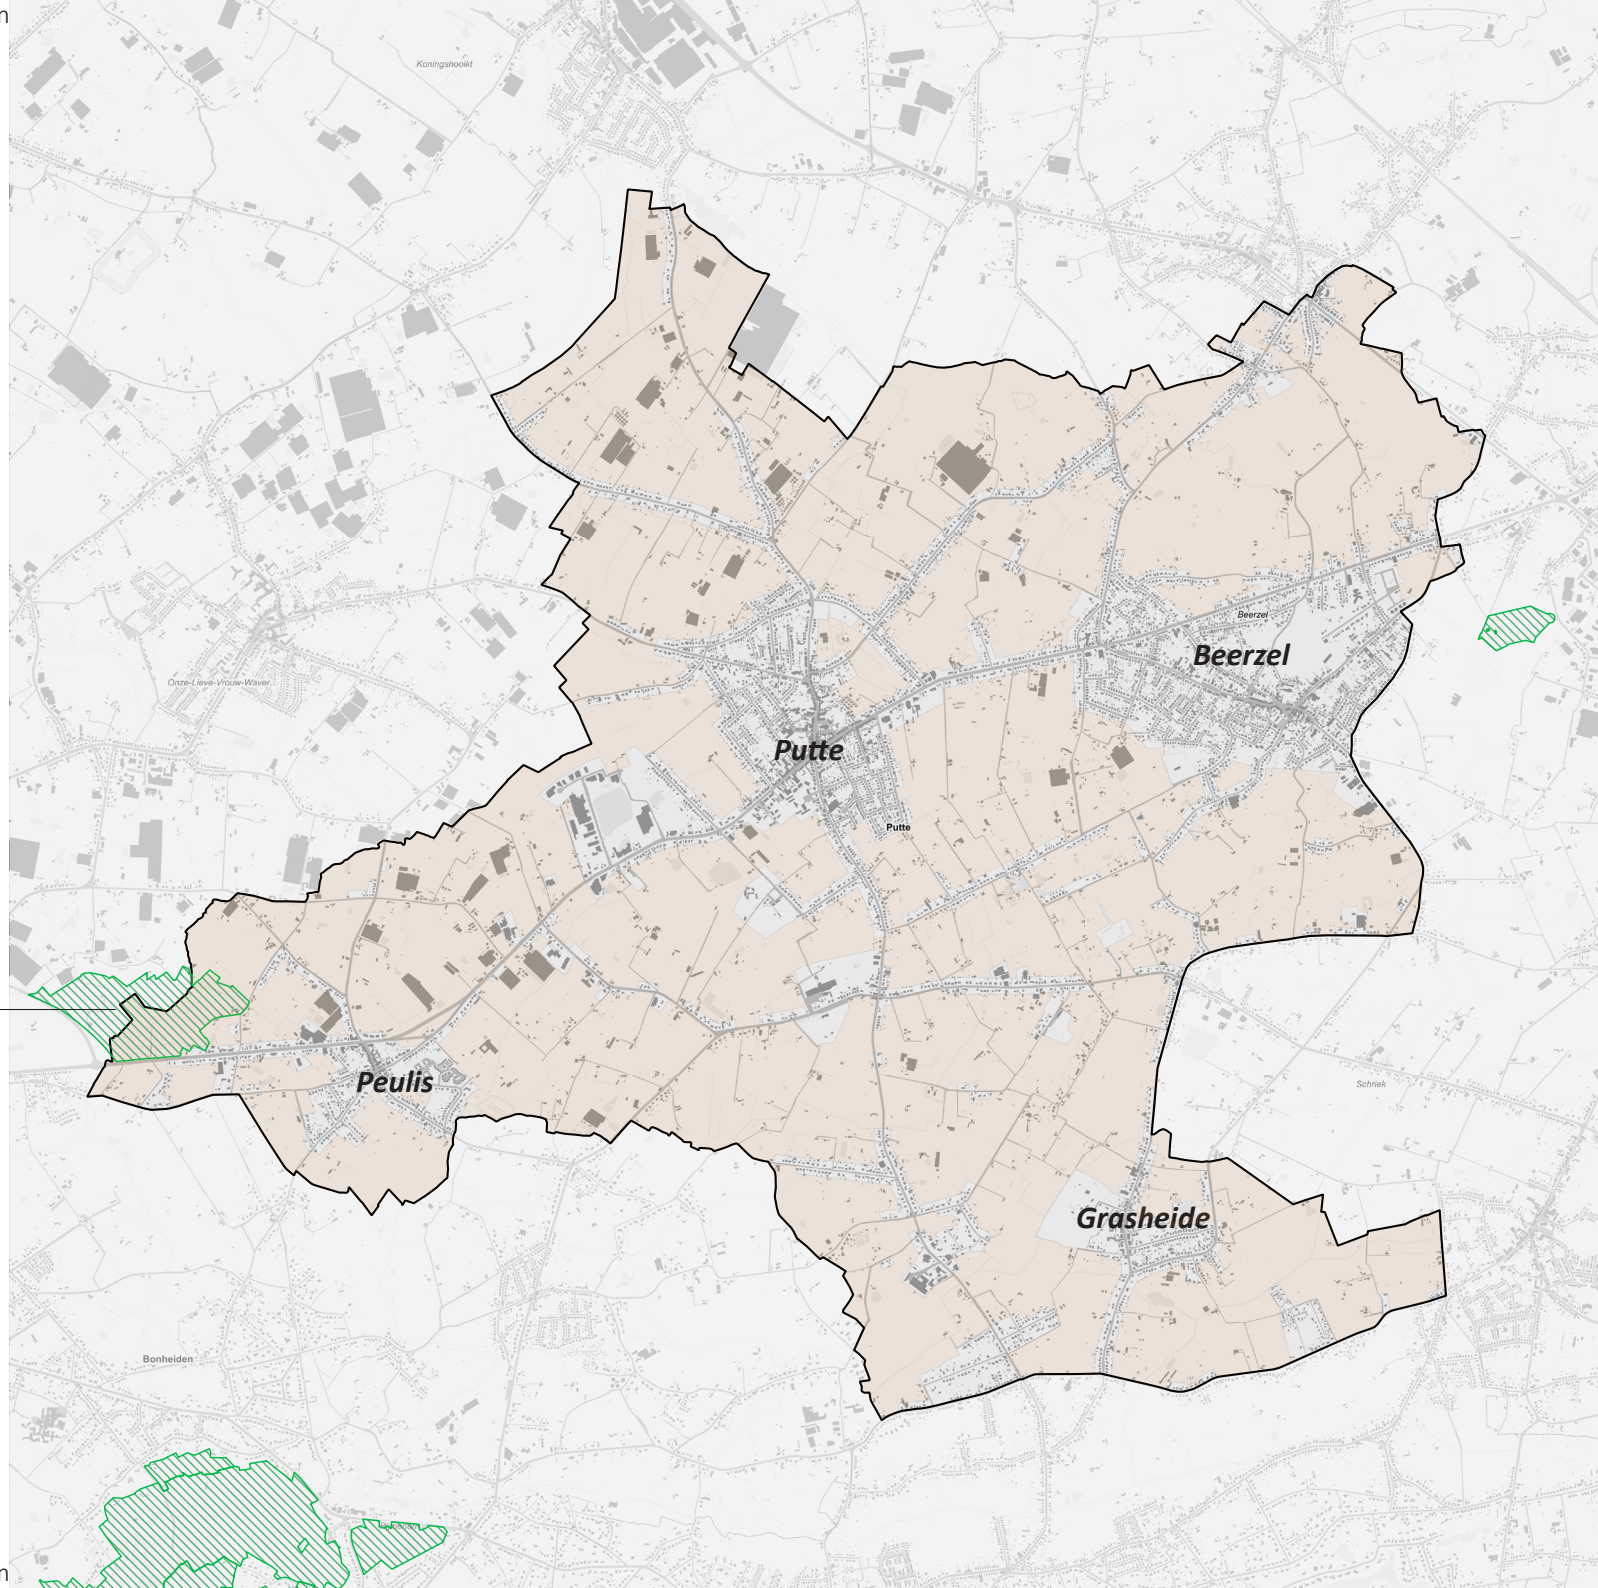 n
Koningshooikt
Beerzel
Beerzel
Onze-Lieve-Vrouw-Waver
Putte
Putte
Peulis
Schriek
Grasheide
Bonheiden
n